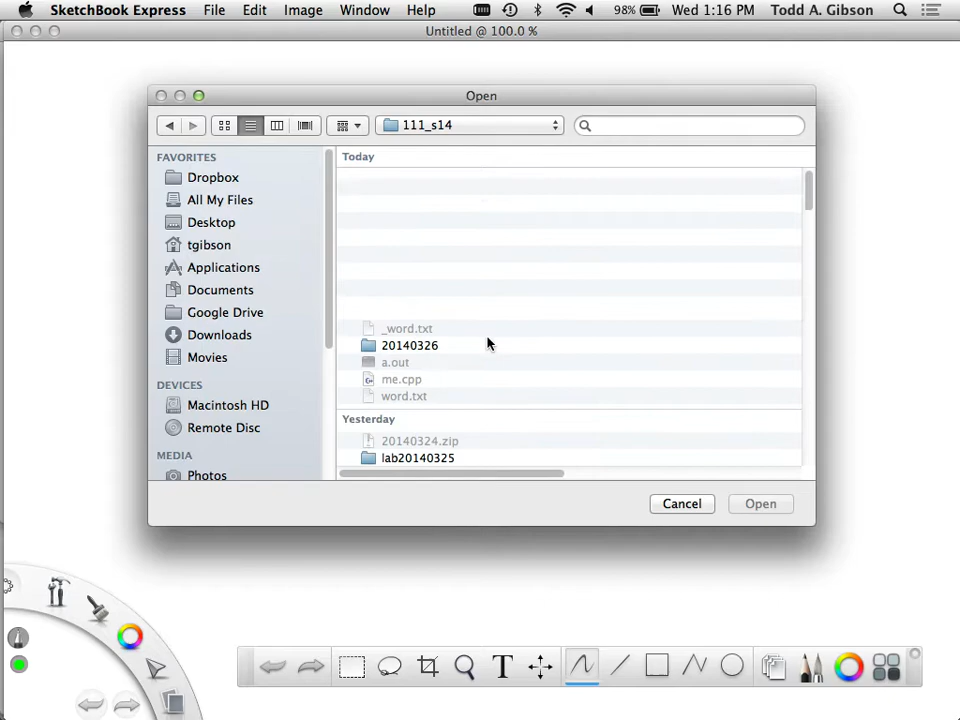 SketchBook Express File Edit Image Window Help 98% Wed 1:16 PM Todd A. Gibson
Untitled @ 100.0 %
Open
111_s14
FAVORITES
Dropbox
All My Files
Desktop
tgibson
Applications
Documents
Google Drive
Downloads
Movies
DEVICES
Macintosh HD
Remote Disc
MEDIA
Photos
Today
_word.txt
20140326
a.out
me.cpp
word.txt
Yesterday
20140324.zip
lab20140325
Cancel Open
T